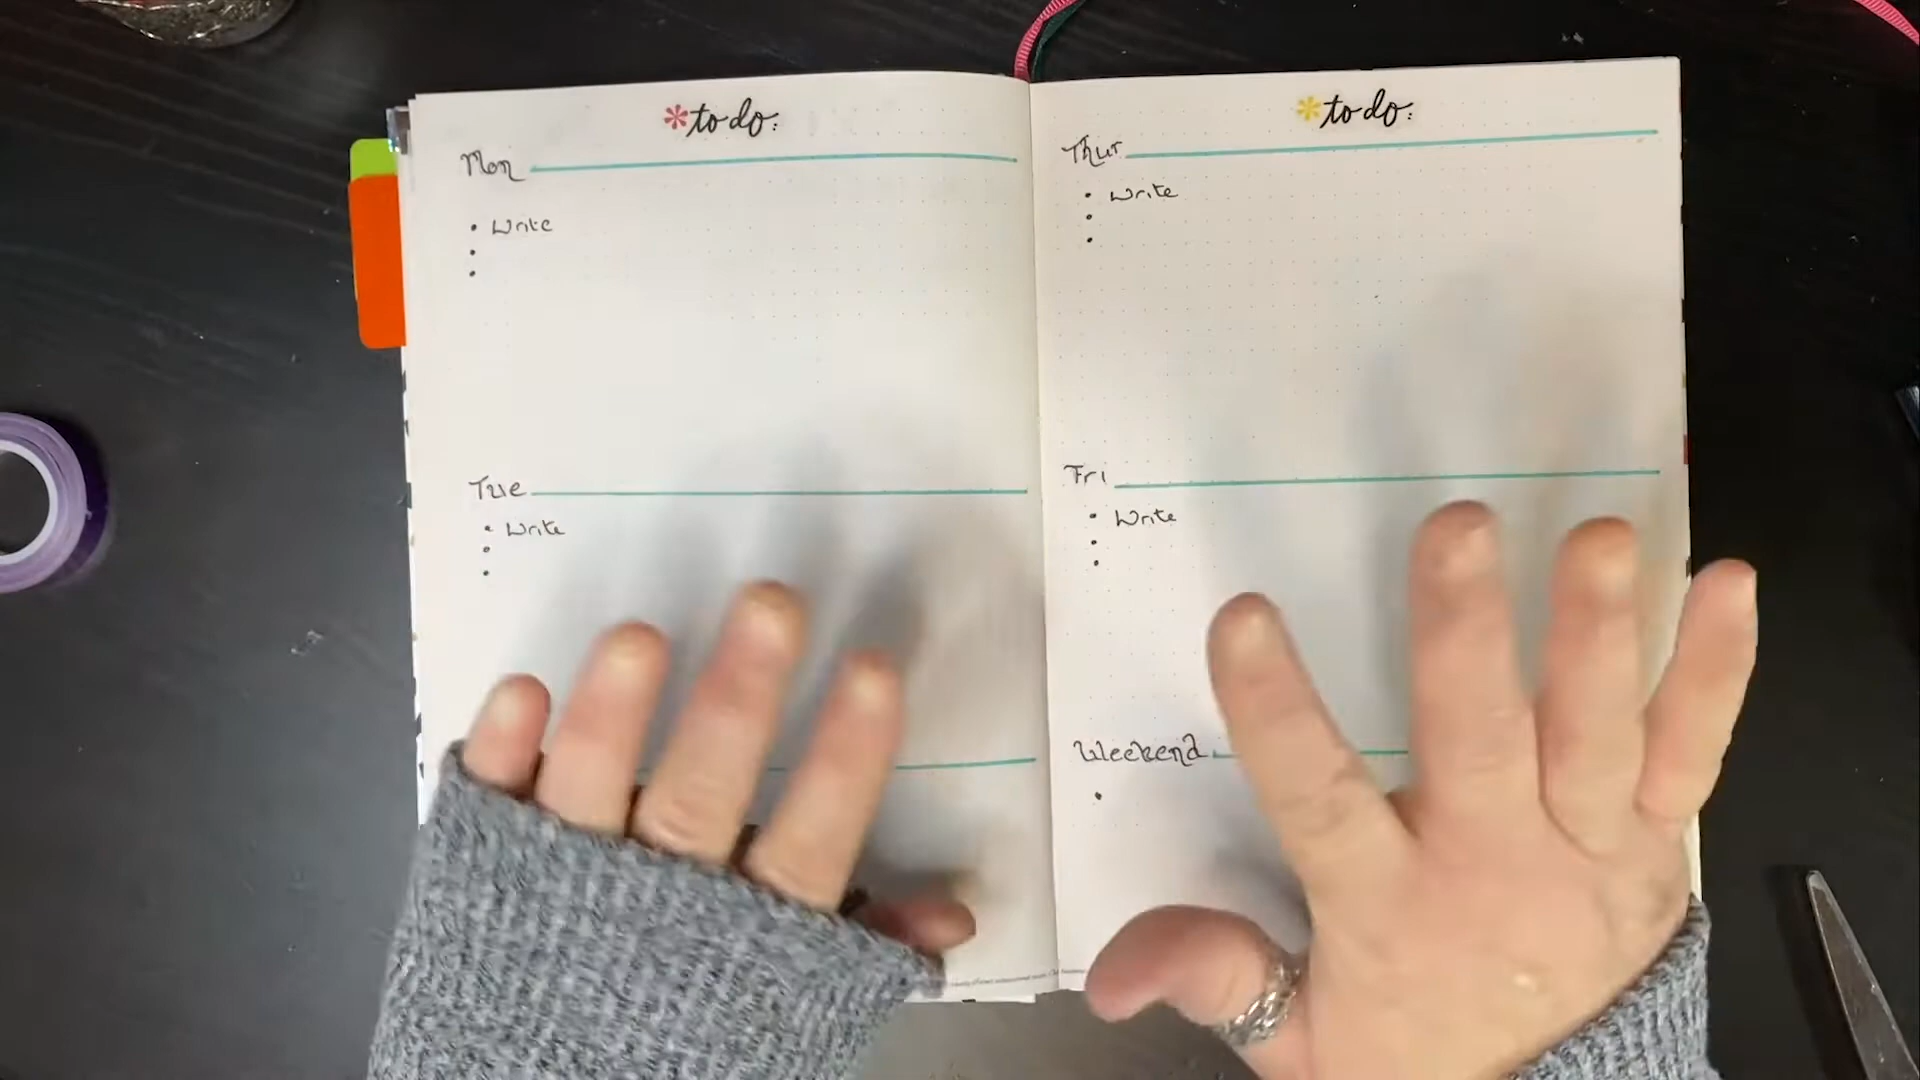 *to do:
Mon
• Write
•
•
Tue
• Write
•
•
*to do:
Thur
• Write
•
•
Fri
• Write
•
•
Weekend
•